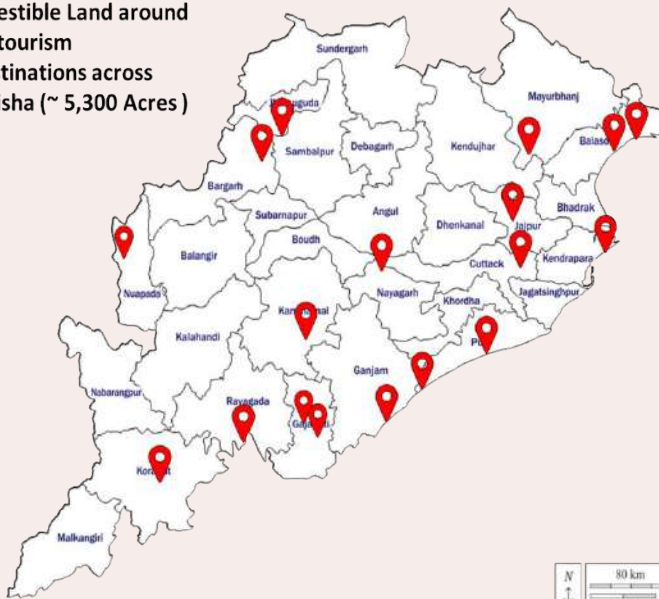 estible Land around
tourism
tinations across
isha (~ 5,300 Acres )
Sundergarh
Mayurbhanj
Debagarh
Kendujhar
Sambalpur
Bargarh
Bhadrak
Subarnapur
Angul
Dhenkanal
Jajpur
Boudh
Balangir
Kendrapara
Cuttack
Nuapada
Nayagarh
Jagatsinghpur
Khordha
Kalahandi
Ganjam
Nabarangpur
Rayagada
Malkangiri
N
80 km